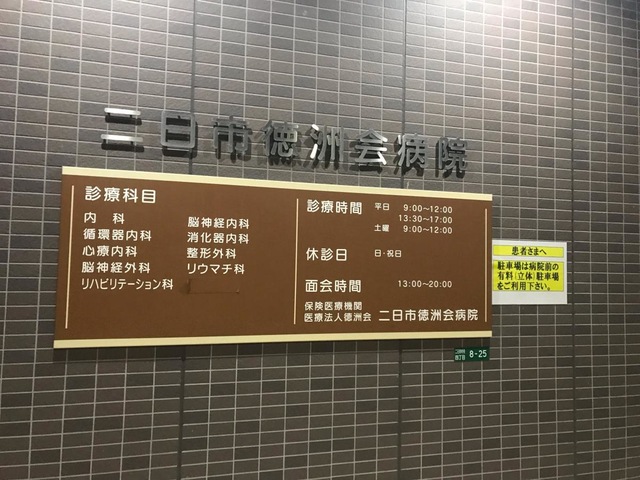 二日市徳洲会病院
診療科目
内　科
循環器内科
心療内科
脳神経外科
リハビリテーション科
脳神経内科
消化器内科
整形外科
リウマチ科
診療時間 平日 9:00～12:00
13:30～17:00
土曜 9:00～12:00
休診日 日・祝日
面会時間 13:00～20:00
保険医療機関
医療法人徳洲会 二日市徳洲会病院
患者さまへ
駐車場は病院前の
有料(立体)駐車場
をご利用下さい。
8-25